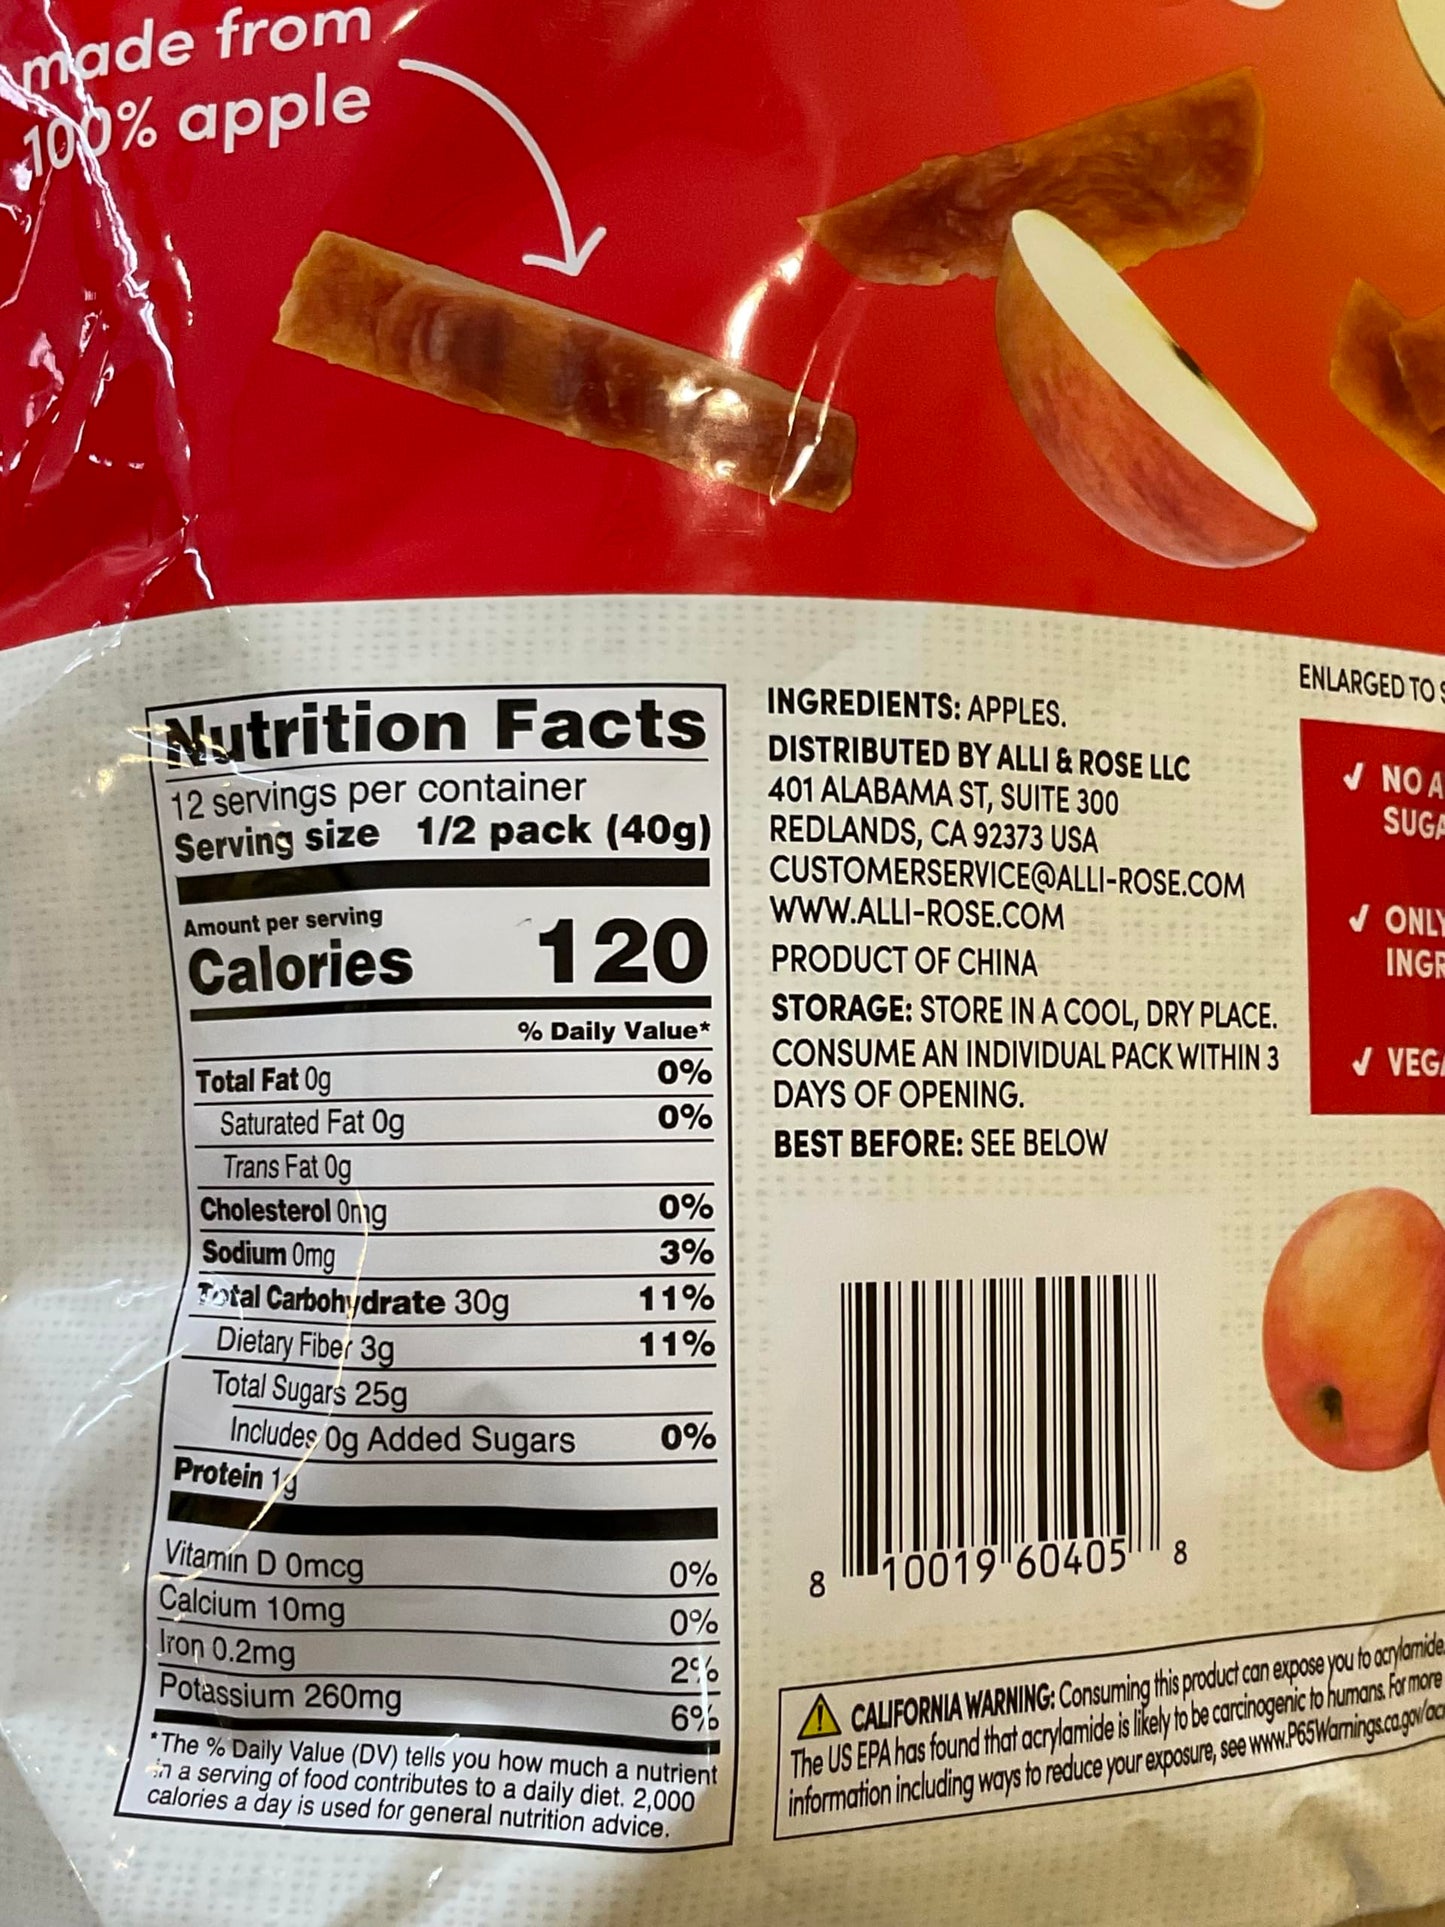 made from
100% apple
Nutrition Facts
12 servings per container
Serving size 1/2 pack (40g)
Amount per serving
Calories 120
% Daily Value*
Total Fat 0g 0%
Saturated Fat 0g 0%
Trans Fat 0g
Cholesterol 0mg 0%
Sodium 0mg 3%
Total Carbohydrate 30g 11%
Dietary Fiber 3g 11%
Total Sugars 25g
Includes 0g Added Sugars 0%
Protein 1g
Vitamin D 0mcg 0%
Calcium 10mg 0%
Iron 0.2mg 2%
Potassium 260mg 6%
*The % Daily Value (DV) tells you how much a nutrient
in a serving of food contributes to a daily diet. 2,000
calories a day is used for general nutrition advice.
INGREDIENTS: APPLES.
DISTRIBUTED BY ALLI & ROSE LLC
401 ALABAMA ST, SUITE 300
REDLANDS, CA 92373 USA
CUSTOMERSERVICE@ALLI-ROSE.COM
WWW.ALLI-ROSE.COM
PRODUCT OF CHINA
STORAGE: STORE IN A COOL, DRY PLACE.
CONSUME AN INDIVIDUAL PACK WITHIN 3
DAYS OF OPENING.
BEST BEFORE: SEE BELOW
8 10019 60405 8
ENLARGED TO
✓ NO
✓ ONLY
✓
CALIFORNIA WARNING: Consuming this product can expose you to acrylamide.
The US EPA has found that acrylamide is likely to be carcinogenic to humans. For more
information including ways to reduce your exposure, see www.P65Warnings.ca.gov/ac